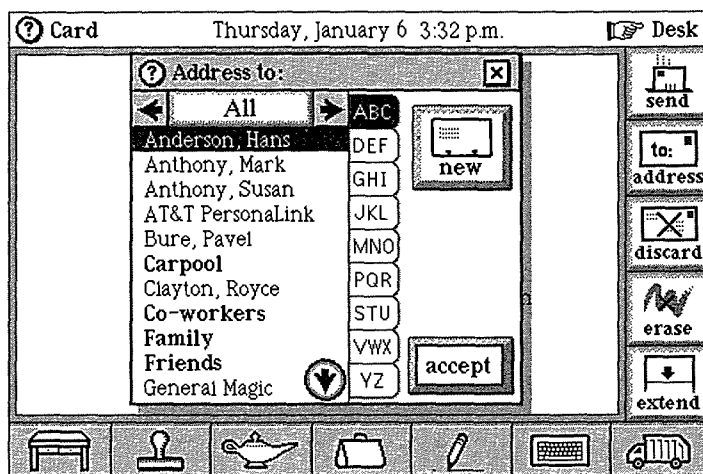 ? Card Thursday, January 6 3:32 p.m. Desk
? Address to:
All
Anderson, Hans
Anthony, Mark
Anthony, Susan
AT&T PersonaLink
Bure, Pavel
Carpool
Clayton, Royce
Co-workers
Family
Friends
General Magic
ABC
DEF
GHI
JKL
MNO
PQR
STU
VWX
YZ
new
accept
send
to:
address
discard
erase
extend